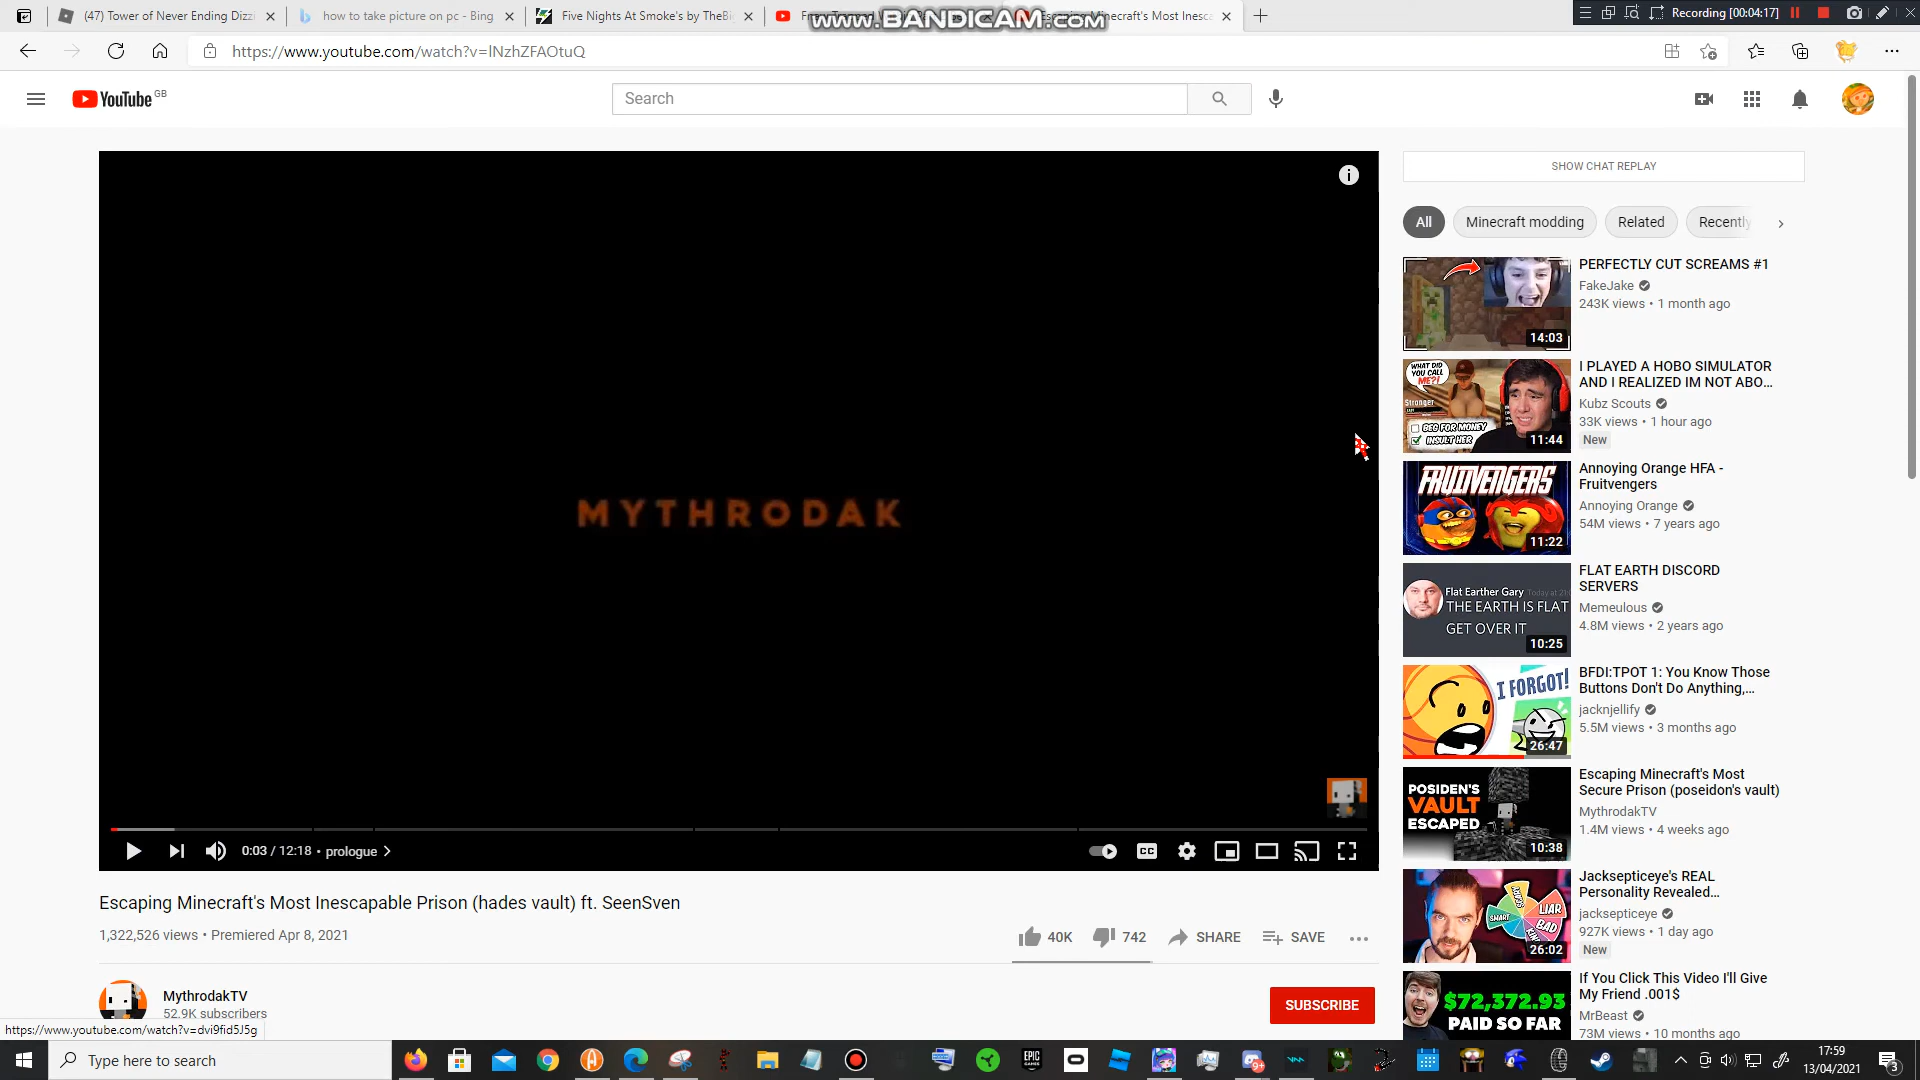 (47) Tower of Never Ending Dizzi
how to take picture on pc - Bing
Five Nights At Smoke's by TheBi
Escaping Minecraft's Most Inesca
www.BANDICAM.com
Recording [00:04:17]
https://www.youtube.com/watch?v=lNzhZFAOtuQ
YouTube GB
Search
SHOW CHAT REPLAY
All
Minecraft modding
Related
Recently
MYTHRODAK
0:03 / 12:18 • prologue
CC
Escaping Minecraft's Most Inescapable Prison (hades vault) ft. SeenSven
1,322,526 views • Premiered Apr 8, 2021
40K
742
SHARE
SAVE
MythrodakTV
52.9K subscribers
SUBSCRIBE
https://www.youtube.com/watch?v=dvi9fid5J5g
14:03
PERFECTLY CUT SCREAMS #1
FakeJake
243K views • 1 month ago
WHAT DID
YOU CALL
ME?!
Stronger
BEG FOR MONEY
INSULT HER
11:44
I PLAYED A HOBO SIMULATOR
AND I REALIZED IM NOT ABO...
Kubz Scouts
33K views • 1 hour ago
New
FRUITVENGERS
11:22
Annoying Orange HFA -
Fruitvengers
Annoying Orange
54M views • 7 years ago
Flat Earther Gary
THE EARTH IS FLAT
GET OVER IT
10:25
FLAT EARTH DISCORD
SERVERS
Memeulous
4.8M views • 2 years ago
I FORGOT!
26:47
BFDI:TPOT 1: You Know Those
Buttons Don't Do Anything,...
jacknjellify
5.5M views • 3 months ago
POSIDEN'S
VAULT
ESCAPED
10:38
Escaping Minecraft's Most
Secure Prison (poseidon's vault)
MythrodakTV
1.4M views • 4 weeks ago
SMART
LIAR
BAD
26:02
Jacksepticeye's REAL
Personality Revealed...
jacksepticeye
927K views • 1 day ago
New
$72,372.93
PAID SO FAR
If You Click This Video I'll Give
My Friend .001$
MrBeast
73M views • 10 months ago
Type here to search
EPIC
GAMES
17:59
13/04/2021
3